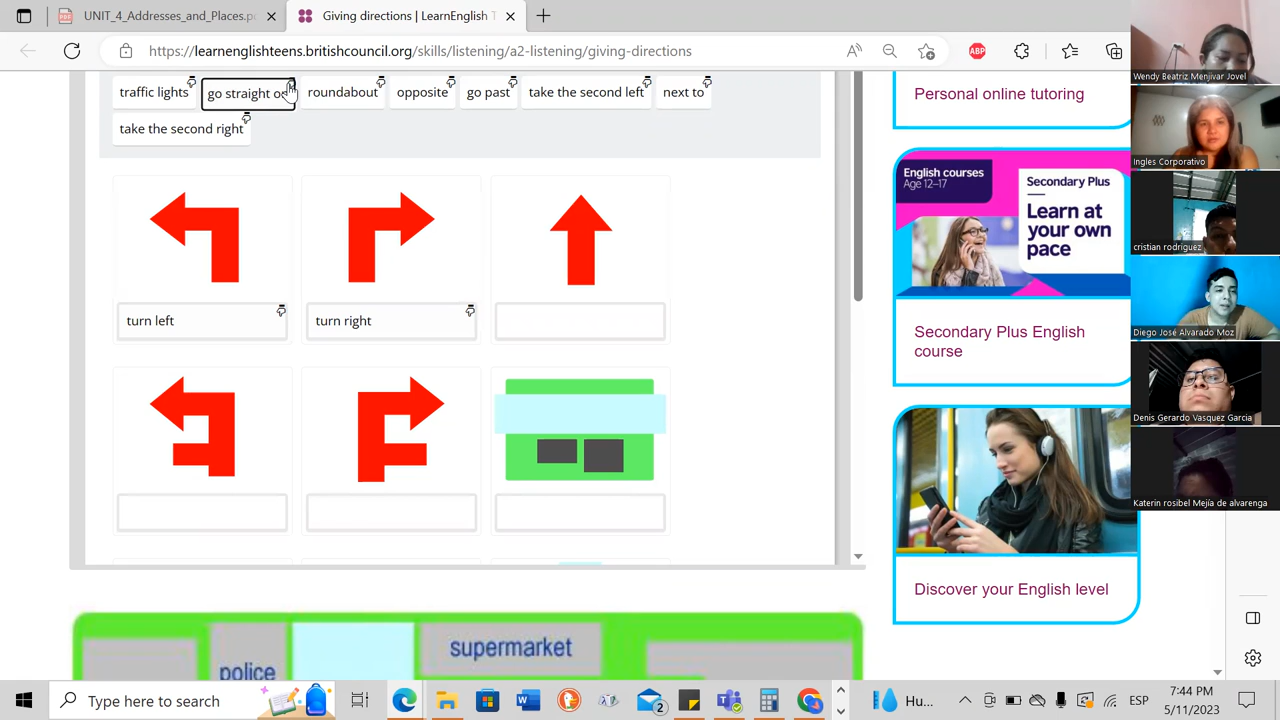 UNIT_4_Addresses_and_Places.p
Giving directions | LearnEnglish T
https://learnenglishteens.britishcouncil.org/skills/listening/a2-listening/giving-directions
ABP
traffic lights
go straight o
roundabout
opposite
go past
take the second left
next to
take the second right
turn left
turn right
police
supermarket
Personal online tutoring
English courses
Age 12–17
Secondary Plus
Learn at
your own
pace
Secondary Plus English
course
Discover your English level
Wendy Beatriz Menjivar Jovel
Ingles Corporativo
cristian rodriguez
Diego José Alvarado Moz
Denis Gerardo Vasquez Garcia
Katerin rosibel Mejía de alvarenga
Type here to search
2
Hu...
ESP
7:44 PM
5/11/2023